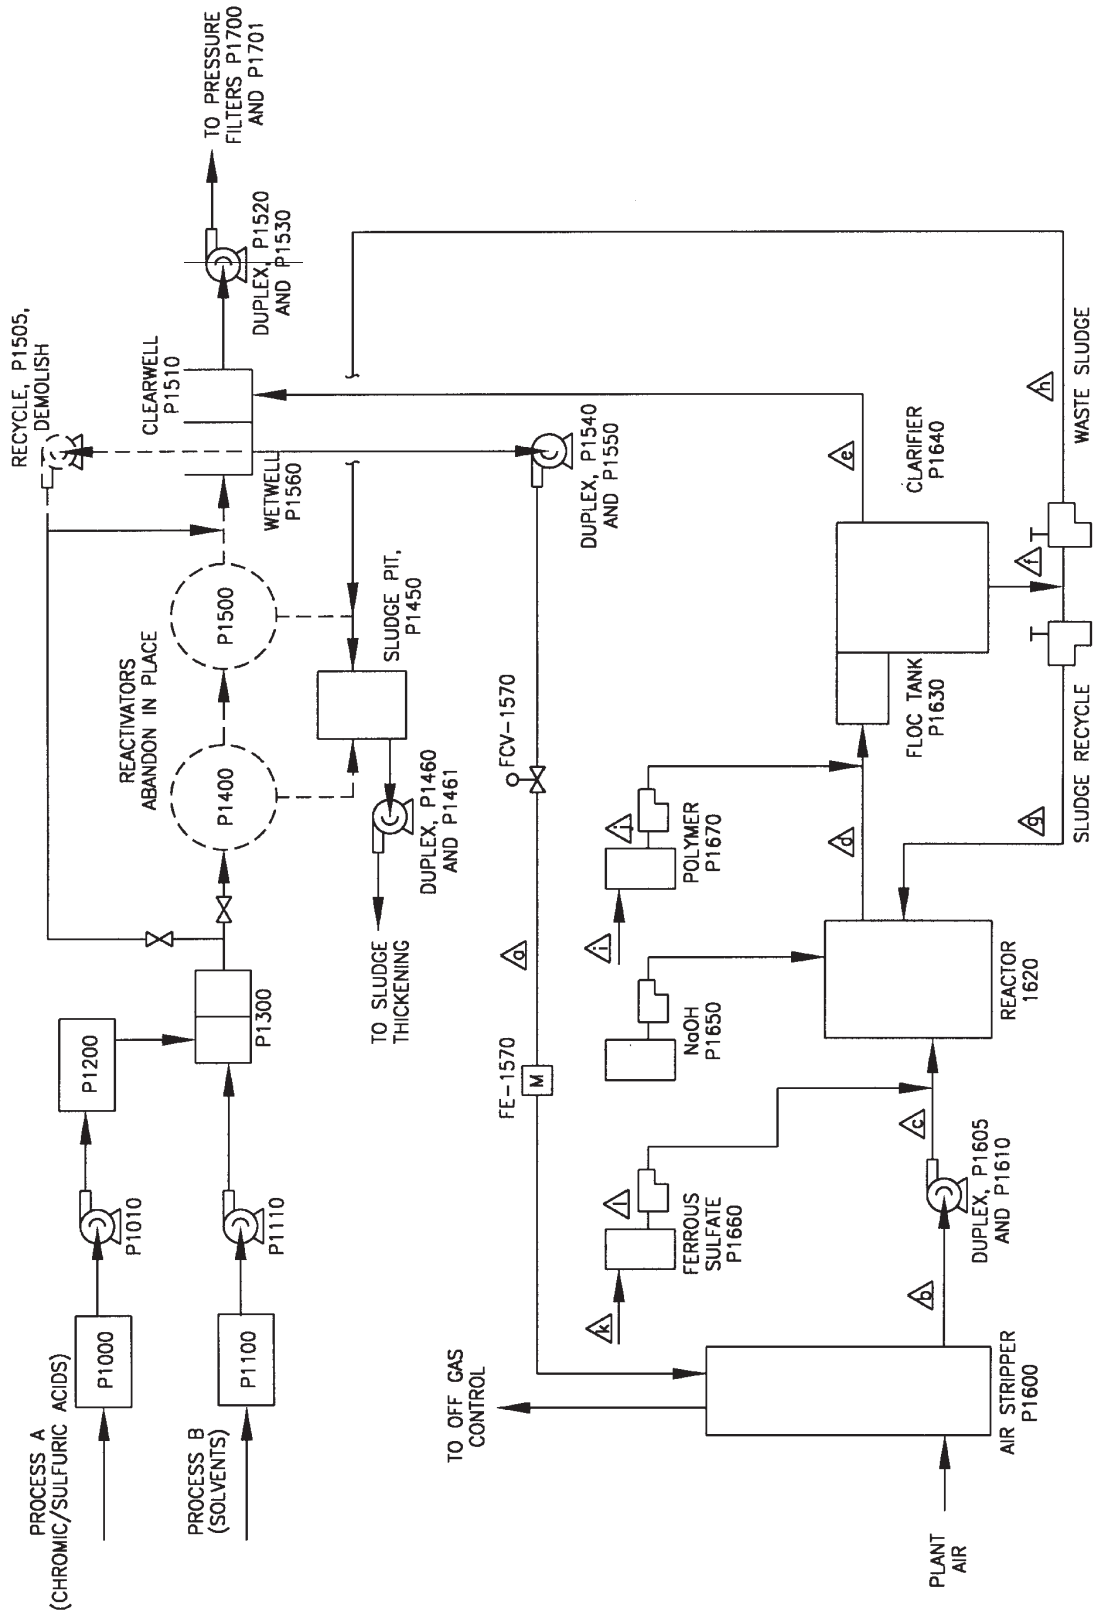 PROCESS A
(CHROMIC/SULFURIC ACIDS)
P1000
P1010
P1200
PROCESS B
(SOLVENTS)
P1100
P1110
P1300
REACTIVATORS
ABANDON IN PLACE
P1400
P1500
RECYCLE, P1505,
DEMOLISH
CLEARWELL
P1510
WETWELL
P1560
DUPLEX, P1520
AND P1530
TO PRESSURE
FILTERS P1700
AND P1701
SLUDGE PIT,
P1450
DUPLEX, P1460
AND P1461
TO SLUDGE
THICKENING
DUPLEX, P1540
AND P1550
FCV-1570
a
FE-1570
M
TO OFF GAS
CONTROL
k
l
FERROUS
SULFATE
P1660
NaOH
P1650
i
j
POLYMER
P1670
PLANT
AIR
AIR STRIPPER
P1600
b
DUPLEX, P1605
AND P1610
c
REACTOR
1620
d
FLOC TANK
P1630
CLARIFIER
P1640
e
f
g
SLUDGE RECYCLE
h
WASTE SLUDGE